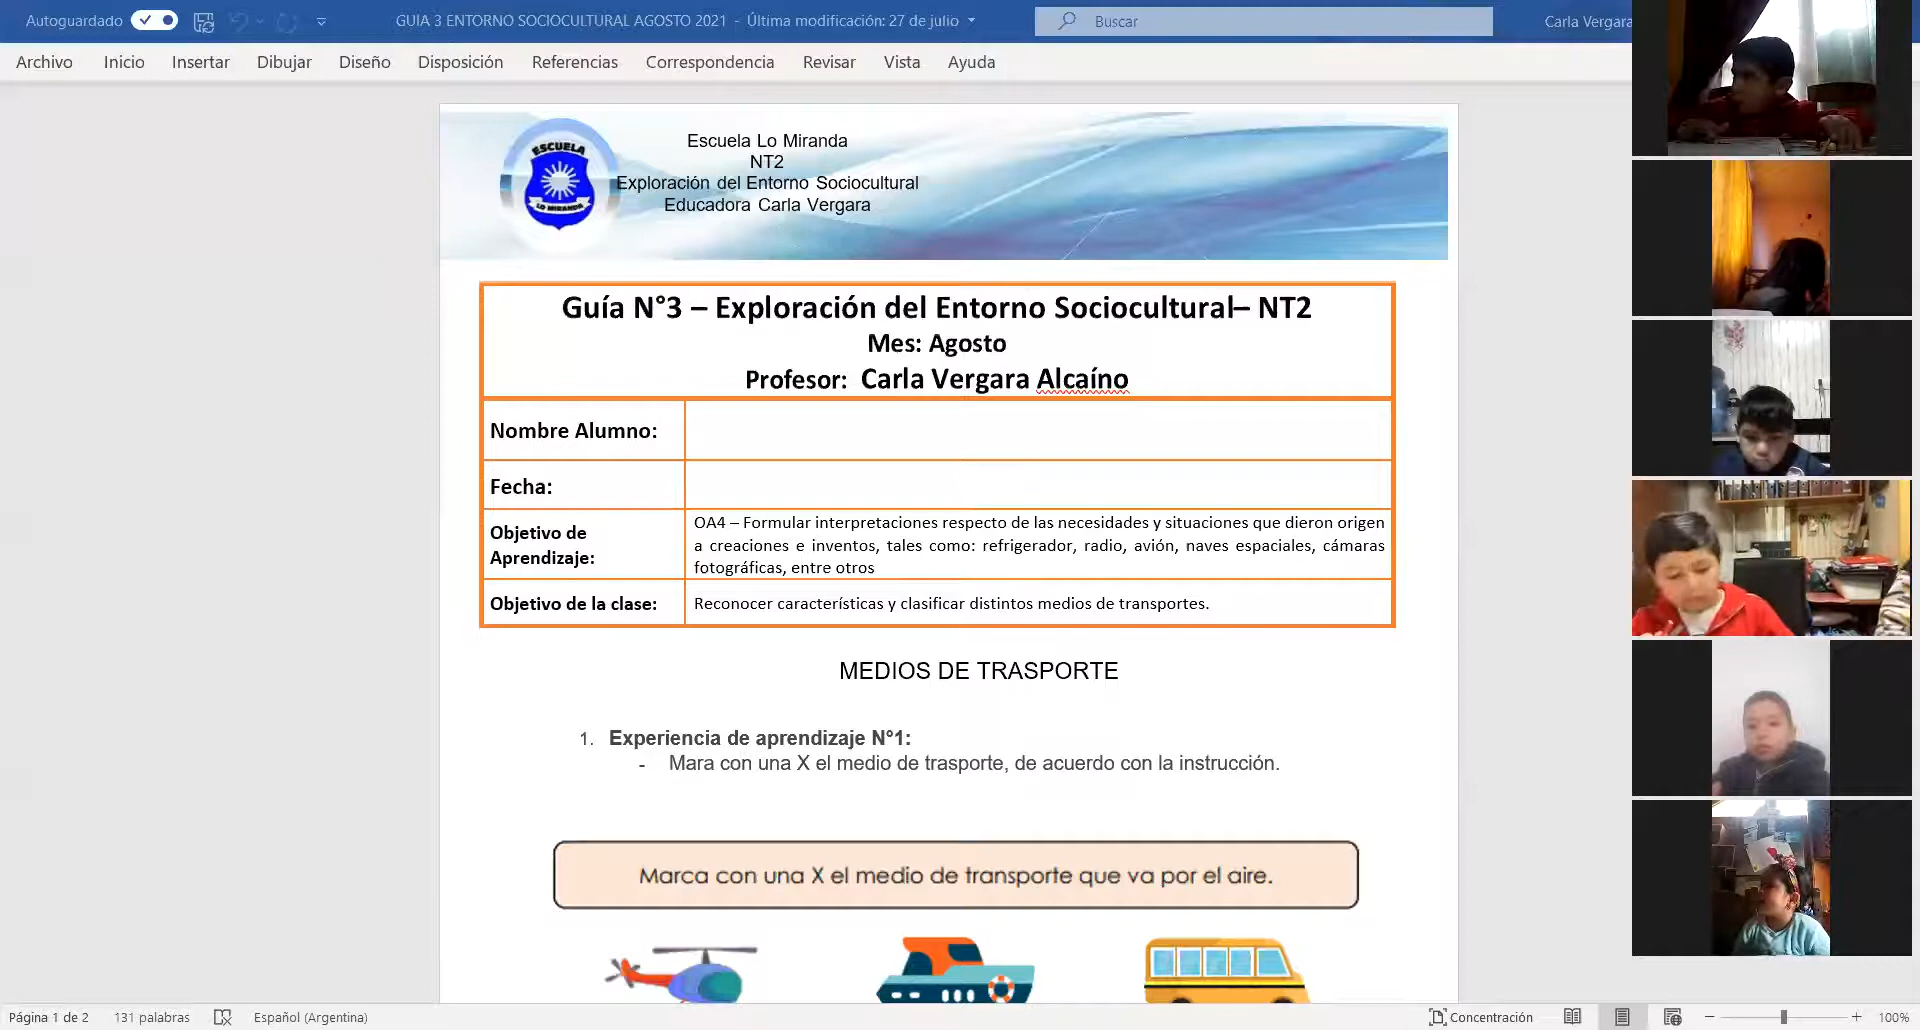 Autoguardado
GUIA 3 ENTORNO SOCIOCULTURAL AGOSTO 2021 - Última modificación: 27 de julio
Buscar
Carla Vergara
Archivo Inicio Insertar Dibujar Diseño Disposición Referencias Correspondencia Revisar Vista Ayuda
ESCUELA
LO MIRANDA
Escuela Lo Miranda
NT2
Exploración del Entorno Sociocultural
Educadora Carla Vergara
Guía N°3 – Exploración del Entorno Sociocultural– NT2
Mes: Agosto
Profesor: Carla Vergara Alcaíno
Nombre Alumno:
Fecha:
Objetivo de
Aprendizaje:
OA4 – Formular interpretaciones respecto de las necesidades y situaciones que dieron origen
a creaciones e inventos, tales como: refrigerador, radio, avión, naves espaciales, cámaras
fotográficas, entre otros
Objetivo de la clase:
Reconocer características y clasificar distintos medios de transportes.
MEDIOS DE TRASPORTE
1. Experiencia de aprendizaje N°1:
- Mara con una X el medio de trasporte, de acuerdo con la instrucción.
Marca con una X el medio de transporte que va por el aire.
Página 1 de 2 131 palabras Español (Argentina) Concentración 100%